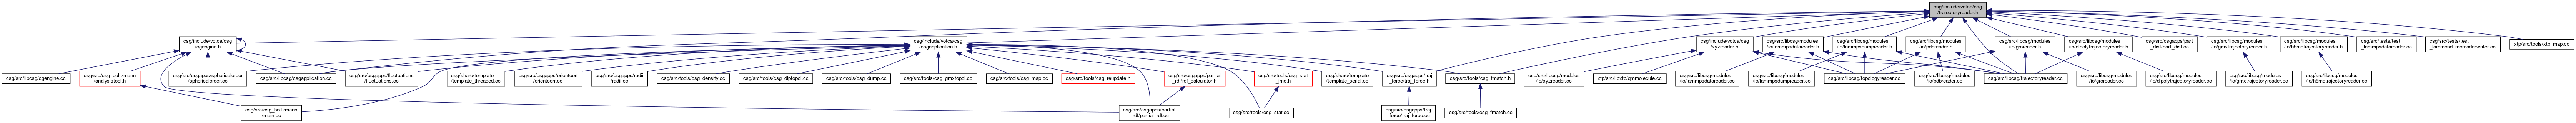 csg/include/votca/csg
/trajectoryreader.h
csg/include/votca/csg
/cgengine.h
csg/include/votca/csg
/csgapplication.h
csg/include/votca/csg
/xyzreader.h
csg/src/libcsg/modules
/io/lammpsdatareader.h
csg/src/libcsg/modules
/io/lammpsdumpreader.h
csg/src/libcsg/modules
/io/pdbreader.h
csg/src/libcsg/modules
/io/groreader.h
csg/src/libcsg/modules
/io/dlpolytrajectoryreader.h
csg/src/csgapps/part
_dist/part_dist.cc
csg/src/libcsg/modules
/io/gmxtrajectoryreader.h
csg/src/libcsg/modules
/io/h5mdtrajectoryreader.h
csg/src/tests/test
_lammpsdatareader.cc
csg/src/tests/test
_lammpsdumpreaderwriter.cc
xtp/src/tools/xtp_map.cc
csg/src/libcsg/cgengine.cc
csg/src/csg_boltzmann
/analysistool.h
csg/src/csgapps/sphericalorder
/sphericalorder.cc
csg/src/libcsg/csgapplication.cc
csg/src/csgapps/fluctuations
/fluctuations.cc
csg/share/template
/template_threaded.cc
csg/src/csgapps/orientcorr
/orientcorr.cc
csg/src/csgapps/radii
/radii.cc
csg/src/tools/csg_density.cc
csg/src/tools/csg_dlptopol.cc
csg/src/tools/csg_dump.cc
csg/src/tools/csg_gmxtopol.cc
csg/src/tools/csg_map.cc
csg/src/tools/csg_reupdate.h
csg/src/csgapps/partial
_rdf/rdf_calculator.h
csg/src/tools/csg_stat
_imc.h
csg/share/template
/template_serial.cc
csg/src/csgapps/traj
_force/traj_force.h
csg/src/tools/csg_fmatch.h
csg/src/libcsg/modules
/io/xyzreader.cc
xtp/src/libxtp/qmmolecule.cc
csg/src/libcsg/modules
/io/lammpsdatareader.cc
csg/src/libcsg/modules
/io/lammpsdumpreader.cc
csg/src/libcsg/topologyreader.cc
csg/src/libcsg/modules
/io/pdbreader.cc
csg/src/libcsg/trajectoryreader.cc
csg/src/libcsg/modules
/io/groreader.cc
csg/src/libcsg/modules
/io/dlpolytrajectoryreader.cc
csg/src/libcsg/modules
/io/gmxtrajectoryreader.cc
csg/src/libcsg/modules
/io/h5mdtrajectoryreader.cc
csg/src/csg_boltzmann
/main.cc
csg/src/csgapps/partial
_rdf/partial_rdf.cc
csg/src/tools/csg_stat.cc
csg/src/csgapps/traj
_force/traj_force.cc
csg/src/tools/csg_fmatch.cc